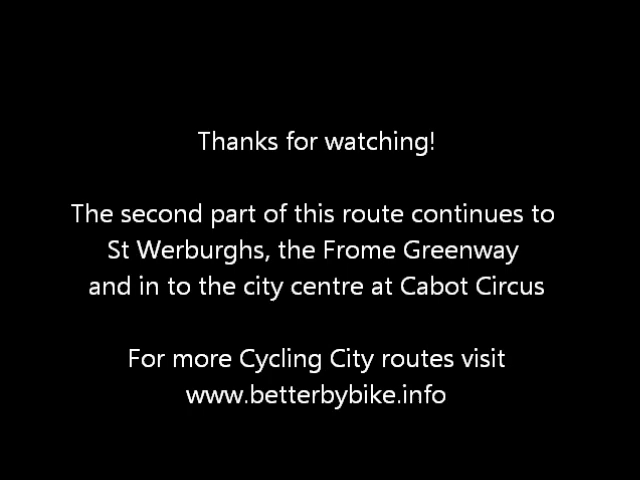 Thanks for watching!
The second part of this route continues to
St Werburghs, the Frome Greenway
and in to the city centre at Cabot Circus
For more Cycling City routes visit
www.betterbybike.info